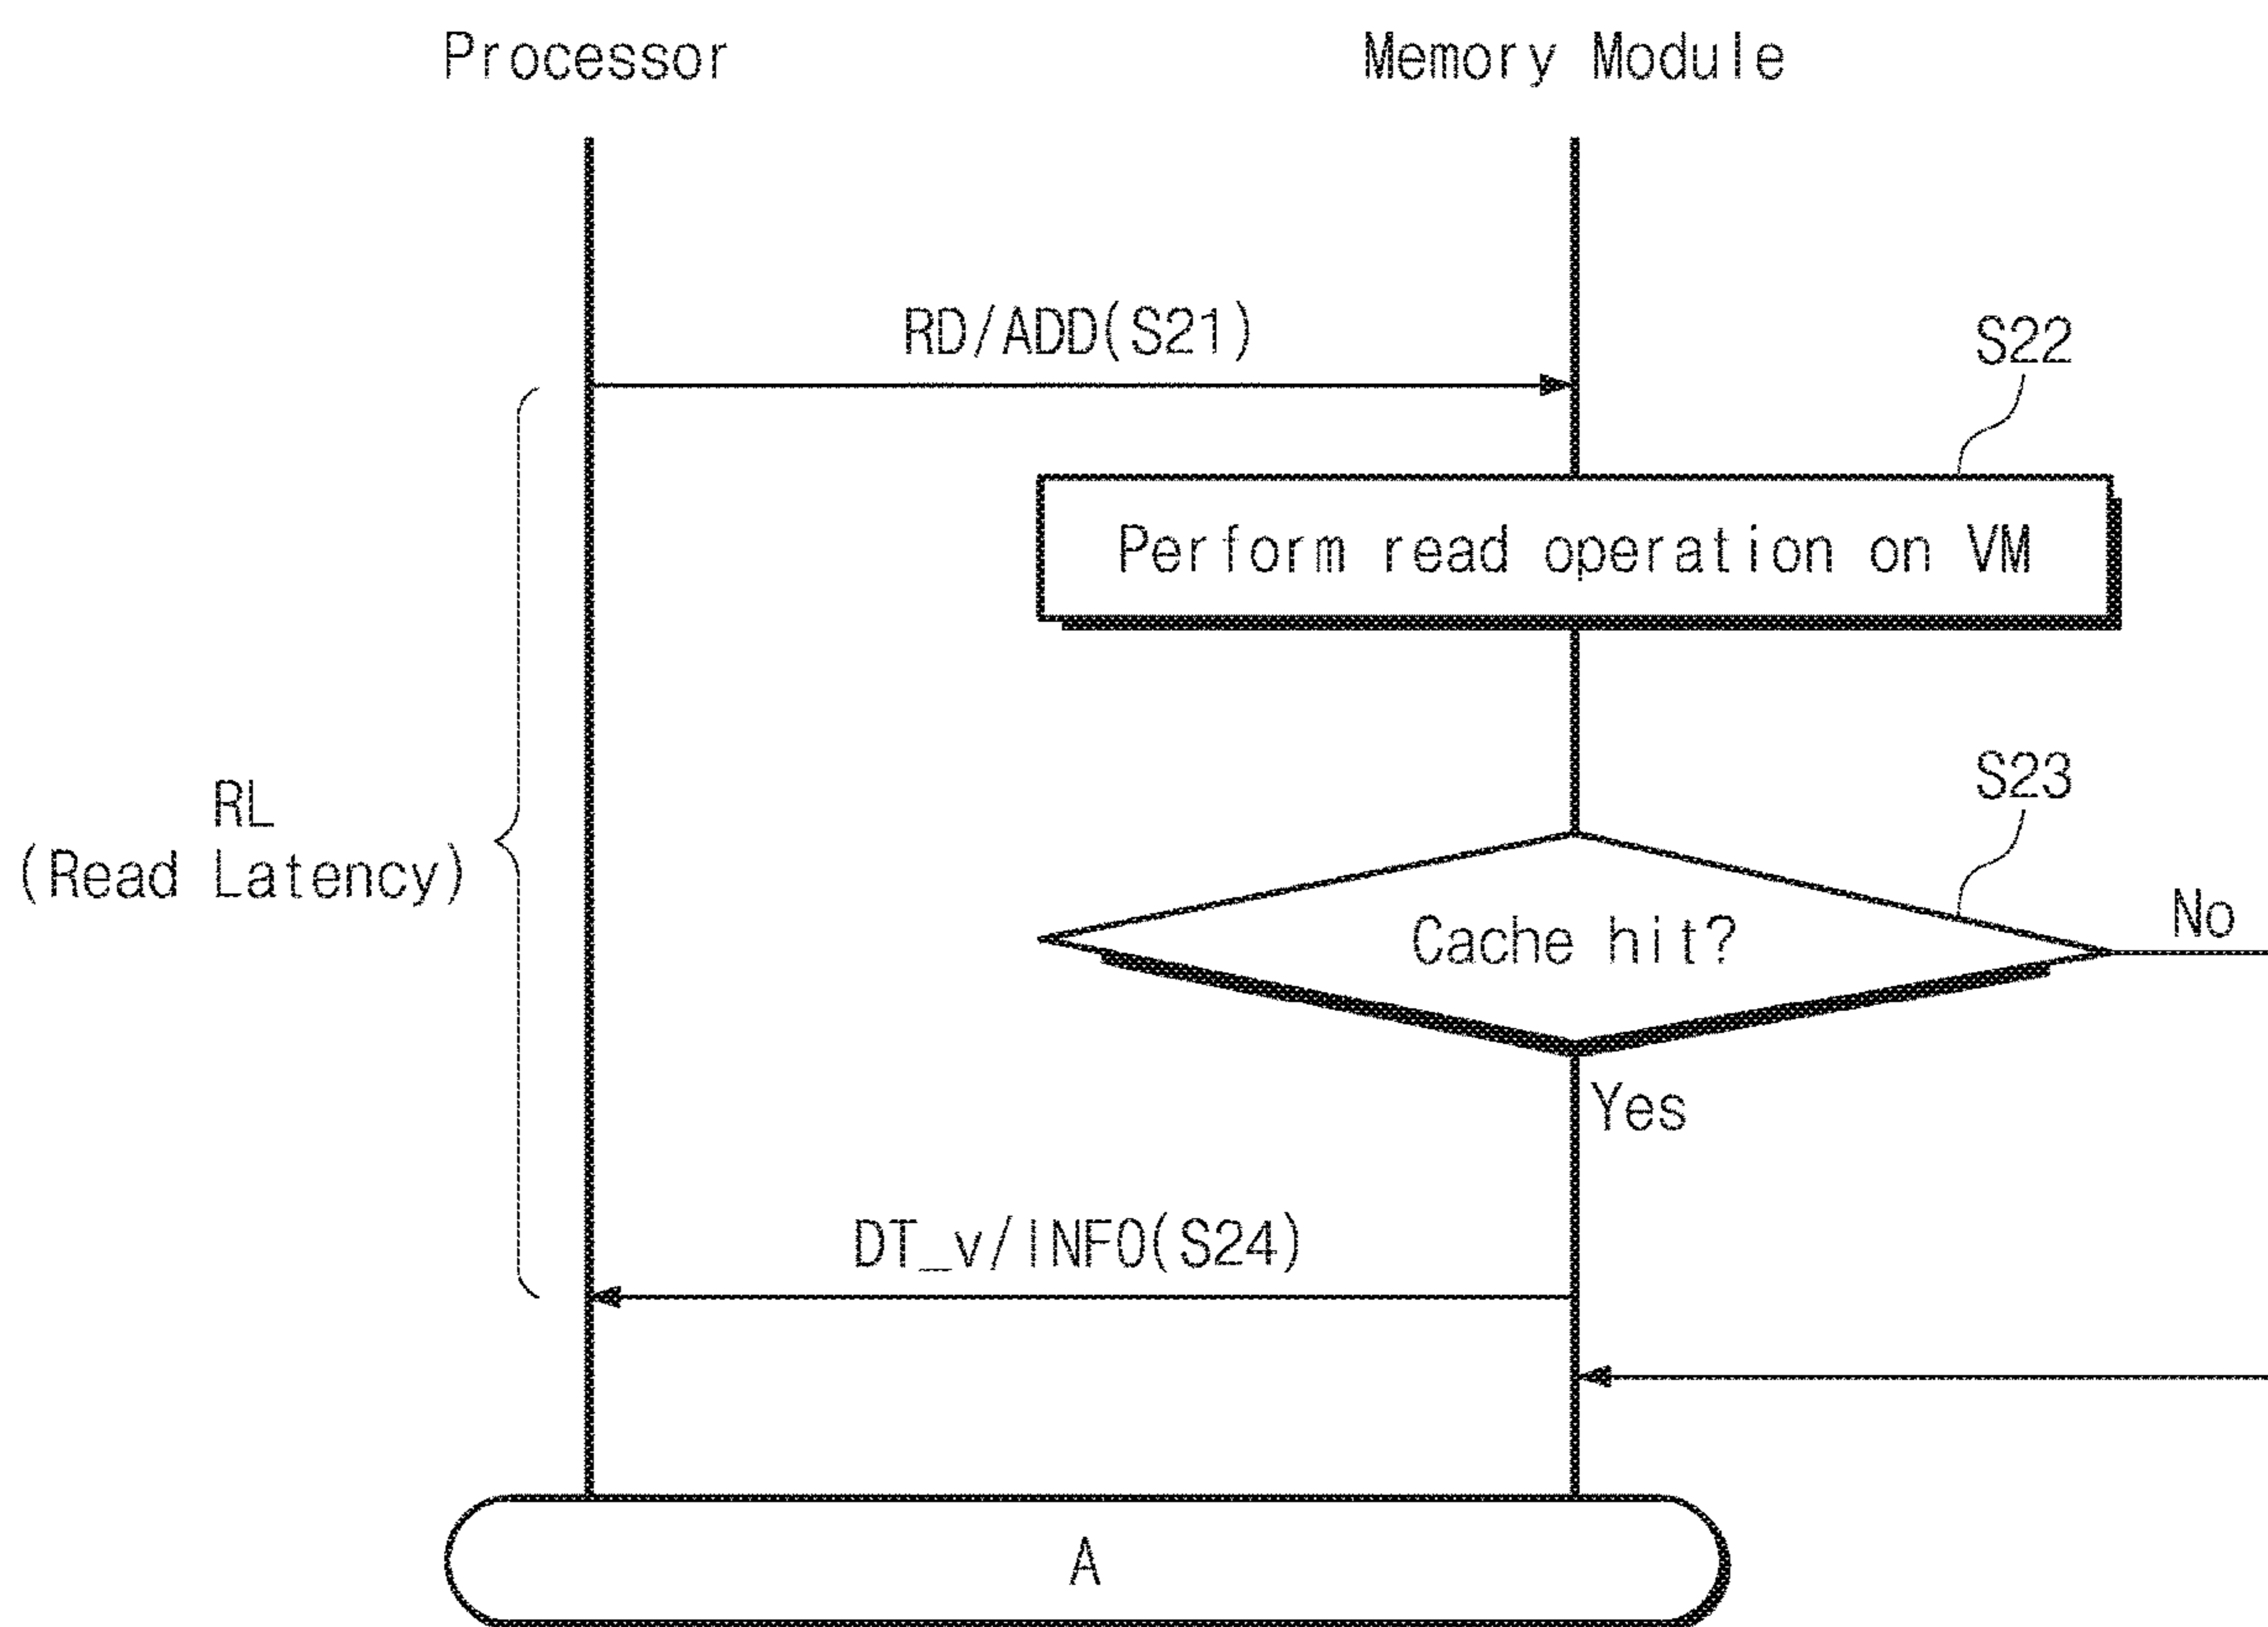 Processor
Memory Module
RD/ADD(S21)
S22
Perform read operation on VM
RL
(Read Latency)
S23
Cache hit?
No
Yes
DT_v/INFO(S24)
A